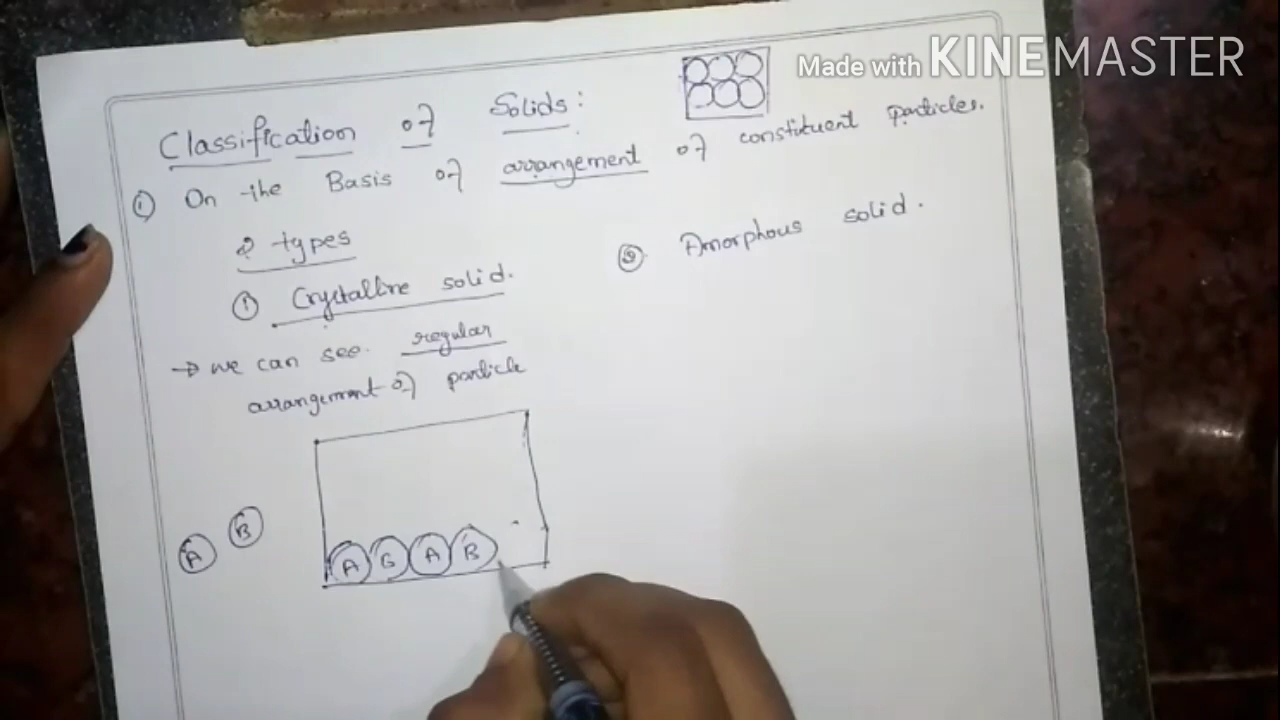 Made with KINEMASTER
Classification of Solids:
① On the Basis of arrangement of constituent particles.
2 types
① Crystalline solid.
② Amorphous solid.
→ we can see regular
arrangement of particle
A B
A B A B